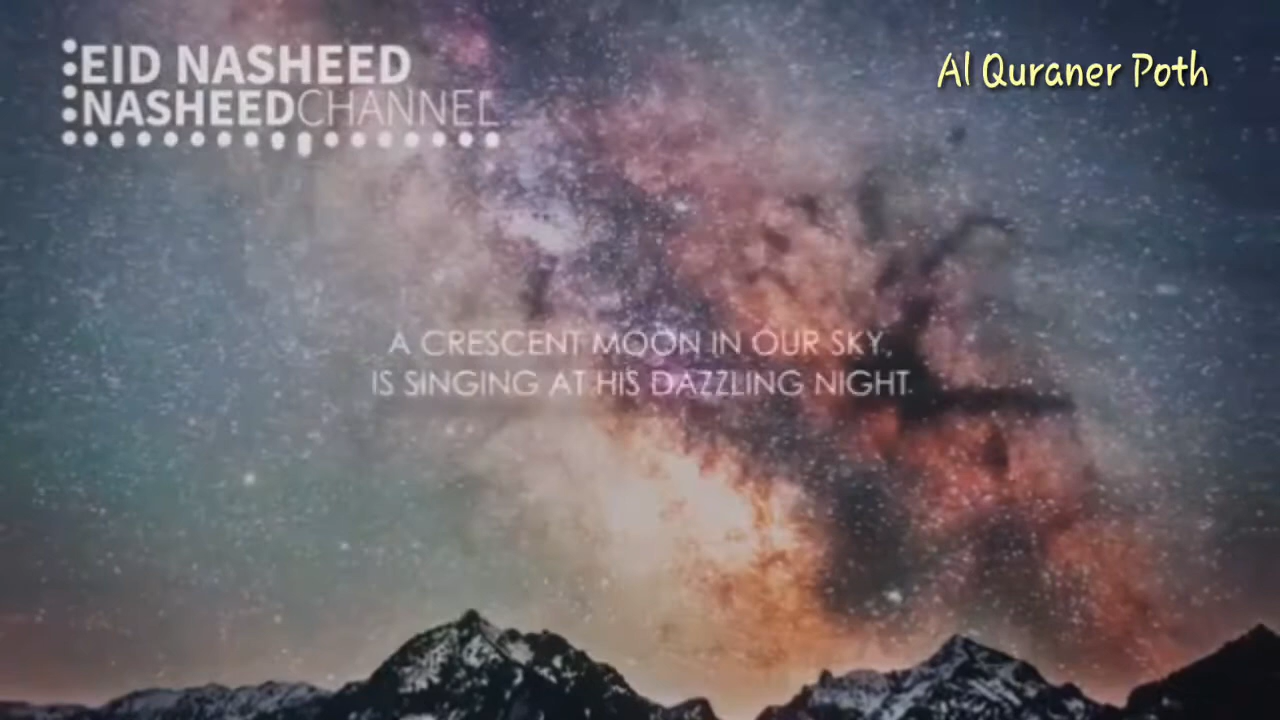 EID NASHEED
NASHEEDCHANNEL
Al Quraner Poth
A CRESCENT MOON IN OUR SKY,
IS SINGING AT HIS DAZZLING NIGHT